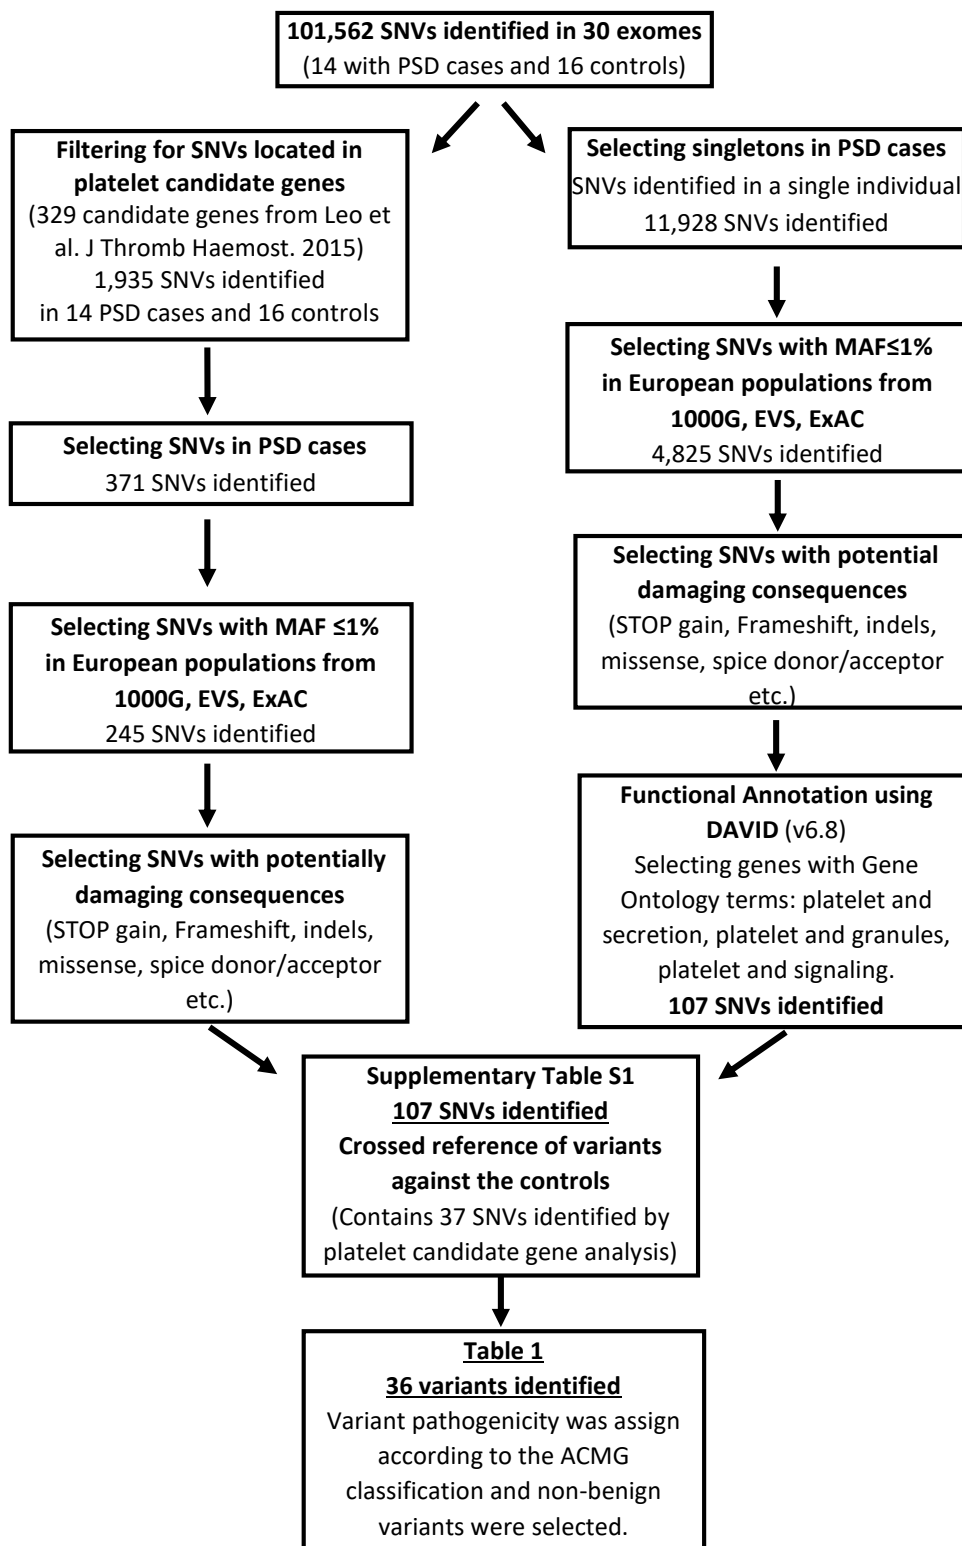 101,562 SNVs identified in 30 exomes
(14 with PSD cases and 16 controls)
Filtering for SNVs located in
platelet candidate genes
(329 candidate genes from Leo et
al. J Thromb Haemost. 2015)
1,935 SNVs identified
in 14 PSD cases and 16 controls
Selecting SNVs in PSD cases
371 SNVs identified
Selecting SNVs with MAF ≤1%
in European populations from
1000G, EVS, ExAC
245 SNVs identified
Selecting SNVs with potentially
damaging consequences
(STOP gain, Frameshift, indels,
missense, spice donor/acceptor
etc.)
Selecting singletons in PSD cases
SNVs identified in a single individual
11,928 SNVs identified
Selecting SNVs with MAF≤1%
in European populations from
1000G, EVS, ExAC
4,825 SNVs identified
Selecting SNVs with potential
damaging consequences
(STOP gain, Frameshift, indels,
missense, spice donor/acceptor
etc.)
Functional Annotation using
DAVID (v6.8)
Selecting genes with Gene
Ontology terms: platelet and
secretion, platelet and granules,
platelet and signaling.
107 SNVs identified
Supplementary Table S1
107 SNVs identified
Crossed reference of variants
against the controls
(Contains 37 SNVs identified by
platelet candidate gene analysis)
Table 1
36 variants identified
Variant pathogenicity was assign
according to the ACMG
classification and non-benign
variants were selected.